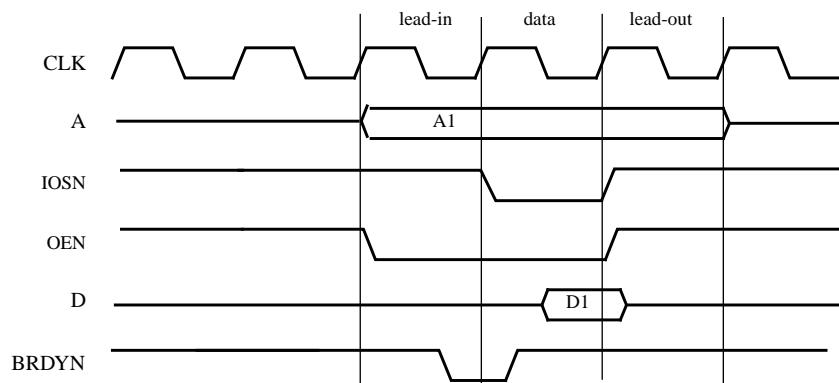 lead-in data lead-out
CLK
A A1
IOSN
OEN
D D1
BRDYN